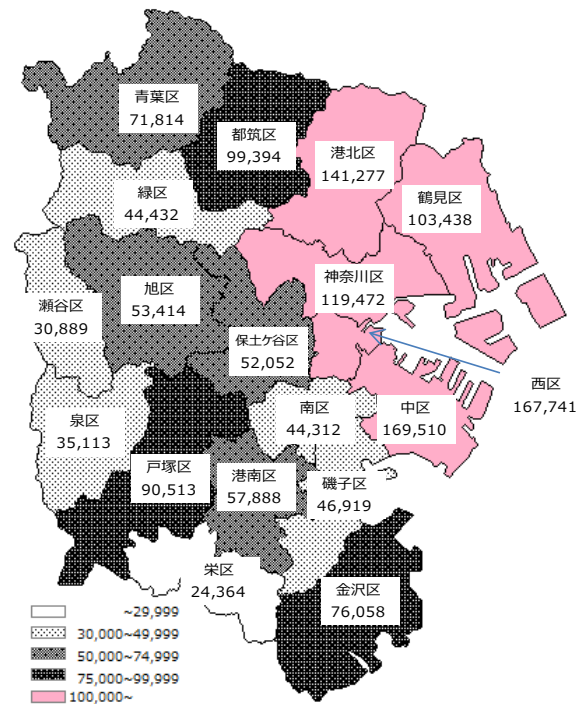 青葉区
71,814
都筑区
99,394
港北区
141,277
鶴見区
103,438
緑区
44,432
神奈川区
119,472
旭区
53,414
瀬谷区
30,889
保土ケ谷区
52,052
西区
167,741
南区
44,312
中区
169,510
泉区
35,113
戸塚区
90,513
港南区
57,888
磯子区
46,919
栄区
24,364
金沢区
76,058
~29,999
30,000~49,999
50,000~74,999
75,000~99,999
100,000~